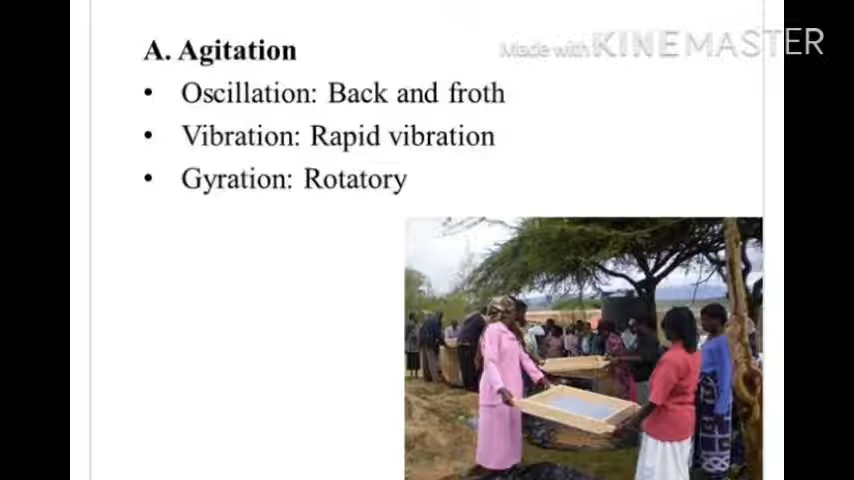 A. Agitation
Made with KINEMASTER
• Oscillation: Back and froth
• Vibration: Rapid vibration
• Gyration: Rotatory